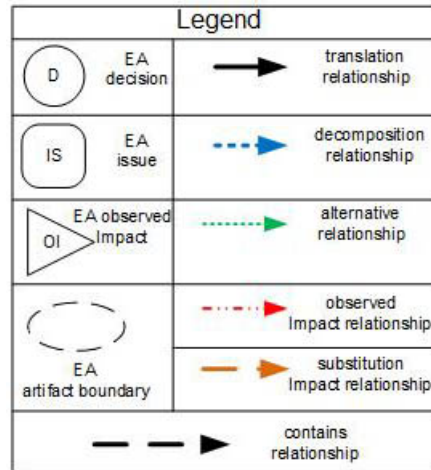 Legend
D
EA
decision
translation
relationship
IS
EA
issue
decomposition
relationship
OI
EA observed
Impact
alternative
relationship
EA
artifact boundary
observed
Impact relationship
substitution
Impact relationship
contains
relationship